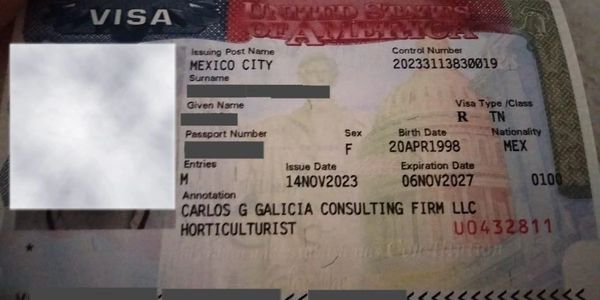 VISA UNITED STATES OF AMERICA
Issuing Post Name Control Number
MEXICO CITY 20233113830019
Surname
Given Name
Visa Type /Class
R TN
Passport Number Sex Birth Date Nationality
F 20APR1998 MEX
Entries Issue Date Expiration Date
M 14NOV2023 06NOV2027 0100
Annotation
CARLOS G GALICIA CONSULTING FIRM LLC
HORTICULTURIST U0432811
*